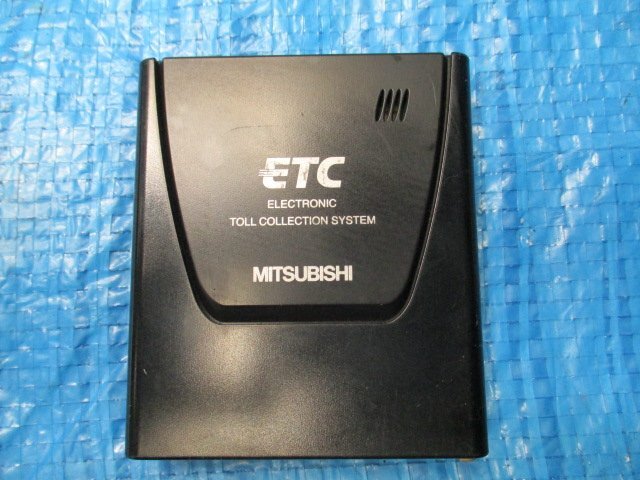 ETC
ELECTRONIC
TOLL COLLECTION SYSTEM
MITSUBISHI